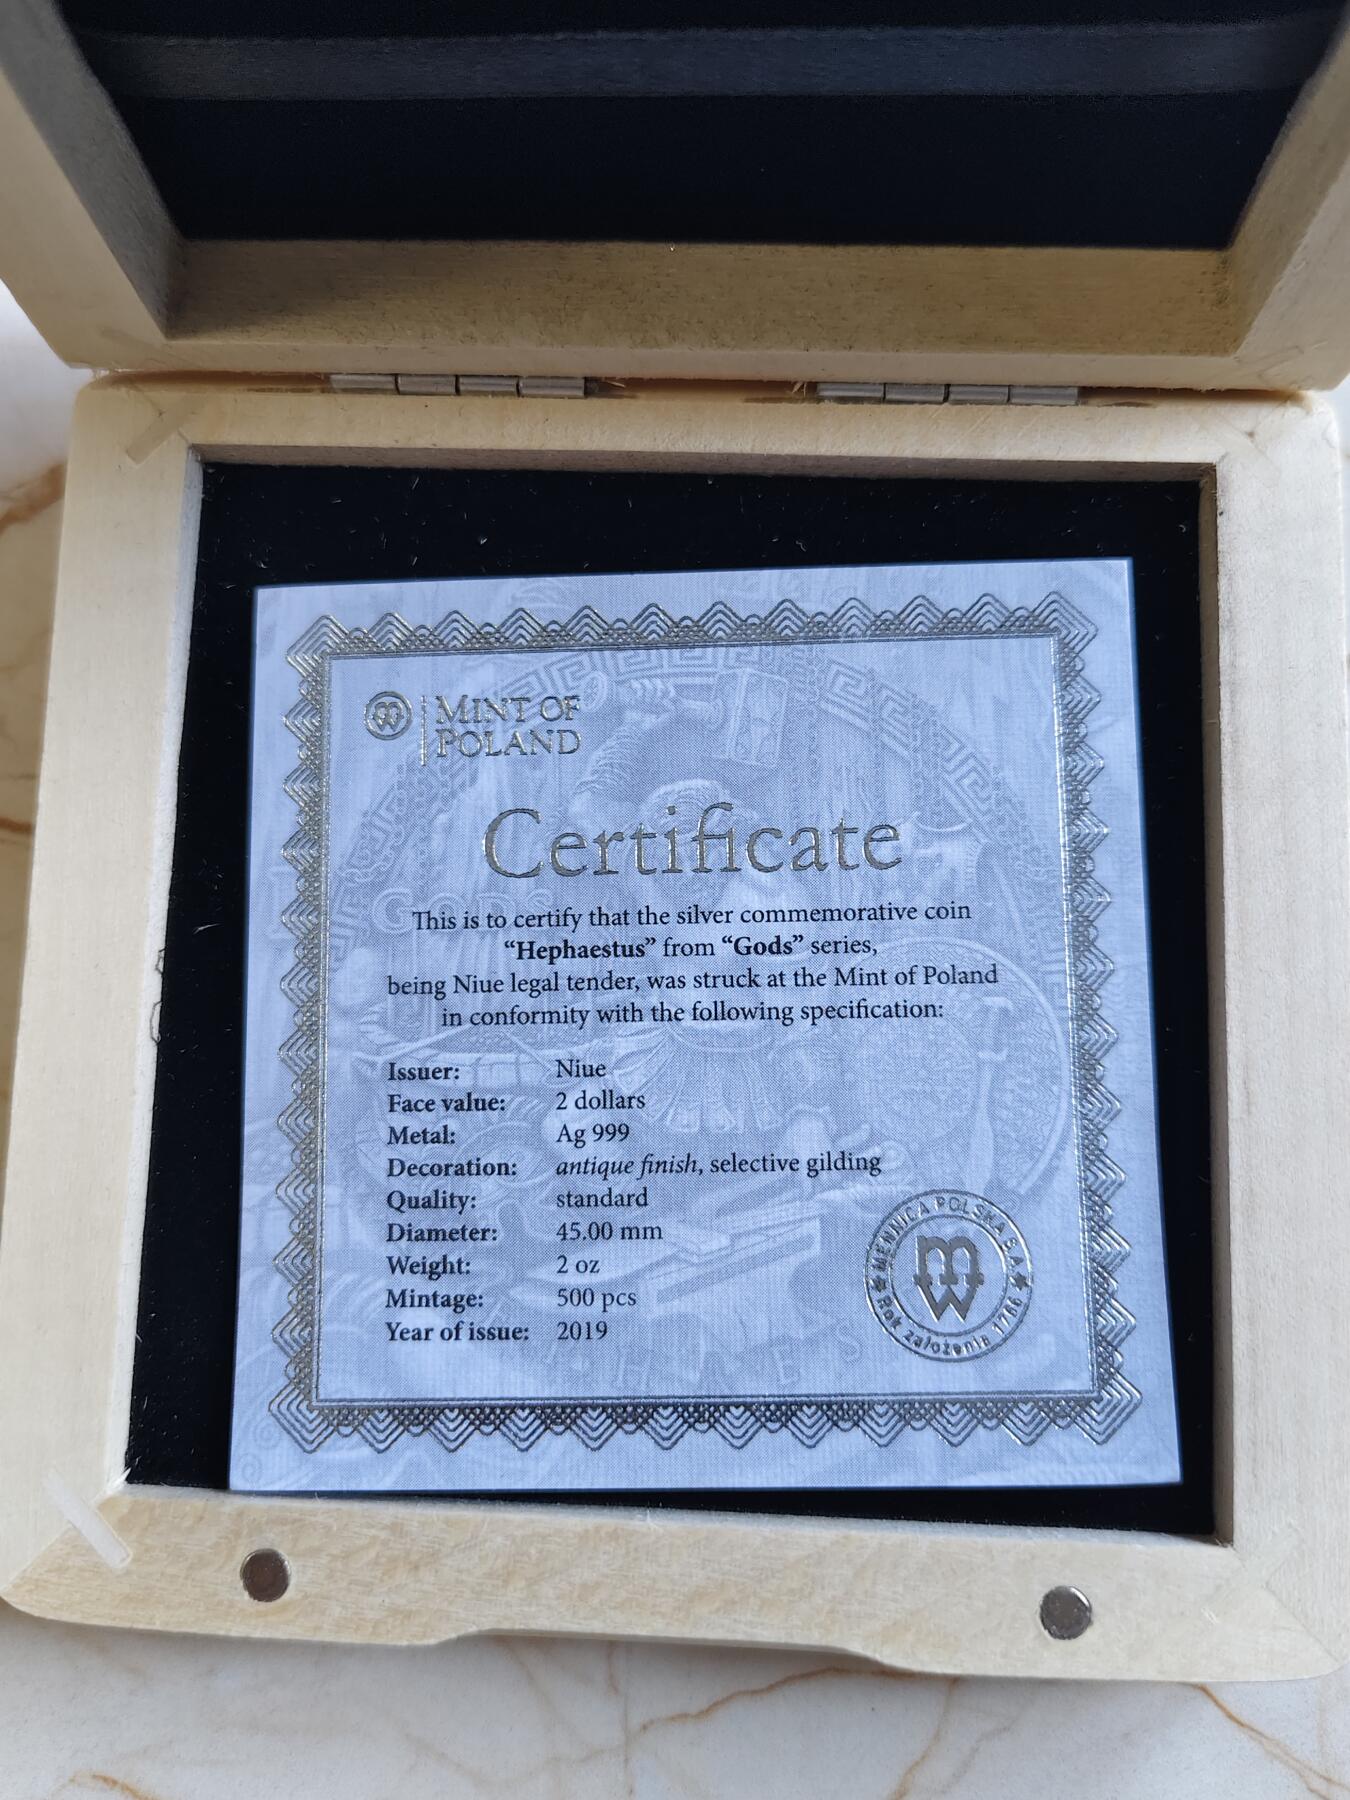 MINT OF
POLAND
Certificate
GODS
This is to certify that the silver commemorative coin
“Hephaestus” from “Gods” series,
being Niue legal tender, was struck at the Mint of Poland
in conformity with the following specification:
Issuer: Niue
Face value: 2 dollars
Metal: Ag 999
Decoration: antique finish, selective gilding
Quality: standard
Diameter: 45.00 mm
Weight: 2 oz
Mintage: 500 pcs
Year of issue: 2019
MENNICA POLSKA S.A.
Rok założenia 1766